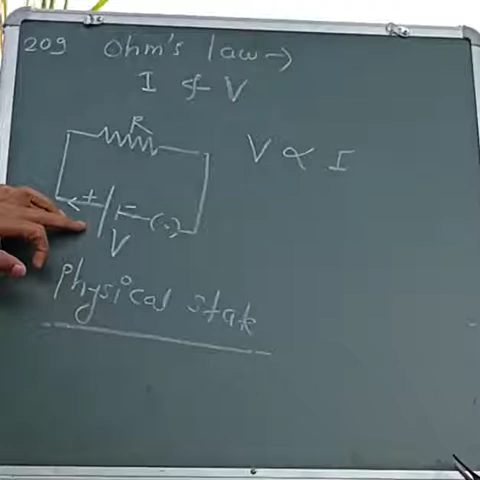 209 Ohm's law →
I & V
R
V ∝ I
+ -
V
physical state